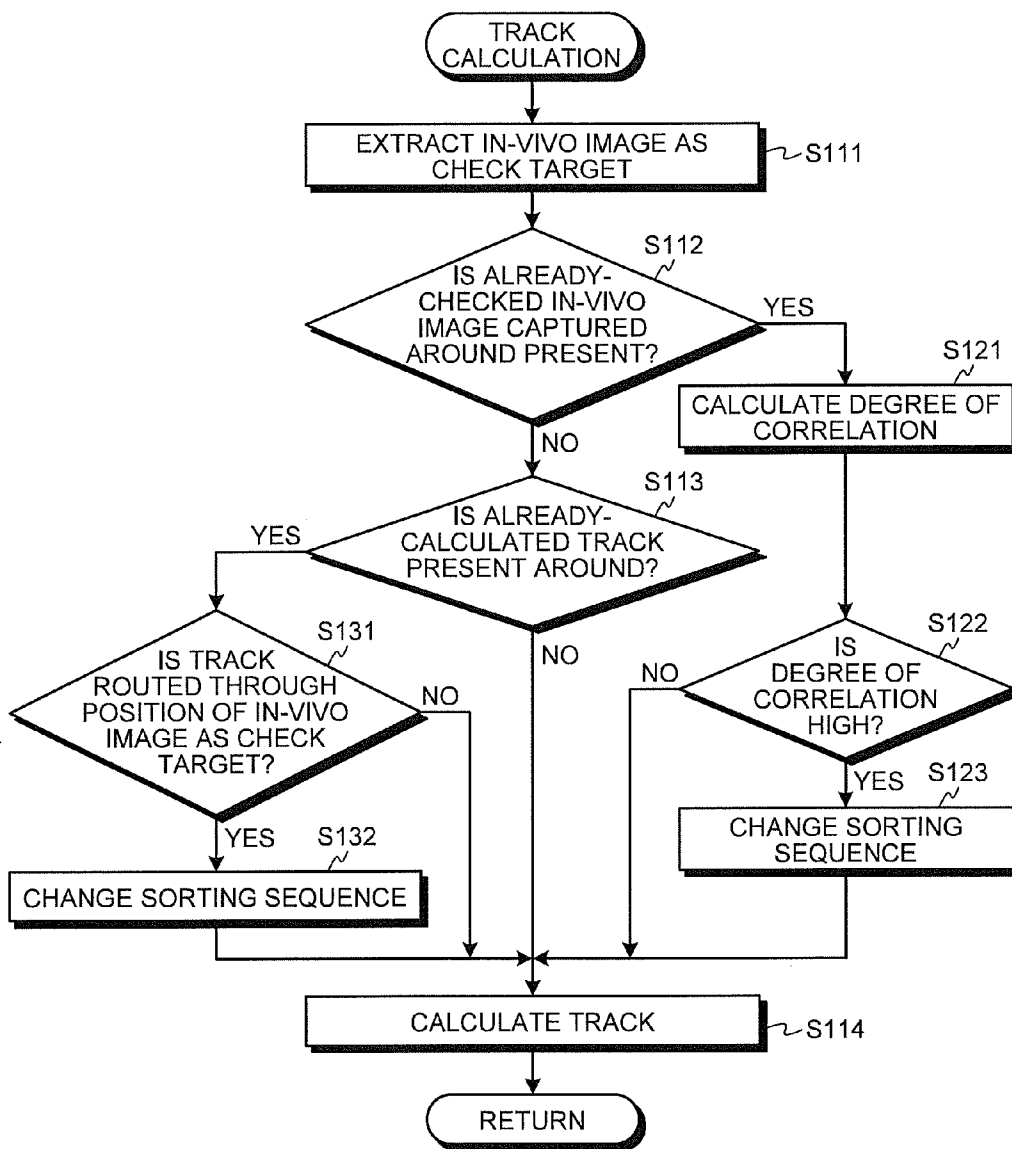 TRACK
CALCULATION
EXTRACT IN-VIVO IMAGE AS
CHECK TARGET
S111
S112
IS ALREADY-
CHECKED IN-VIVO
IMAGE CAPTURED
AROUND PRESENT?
YES
NO
S121
CALCULATE DEGREE OF
CORRELATION
S113
IS ALREADY-
CALCULATED TRACK
PRESENT AROUND?
YES
NO
S131
IS TRACK
ROUTED THROUGH
POSITION OF IN-VIVO
IMAGE AS CHECK
TARGET?
NO
YES
S122
IS
DEGREE OF
CORRELATION
HIGH?
NO
YES
S132
CHANGE SORTING SEQUENCE
S123
CHANGE SORTING
SEQUENCE
CALCULATE TRACK
S114
RETURN